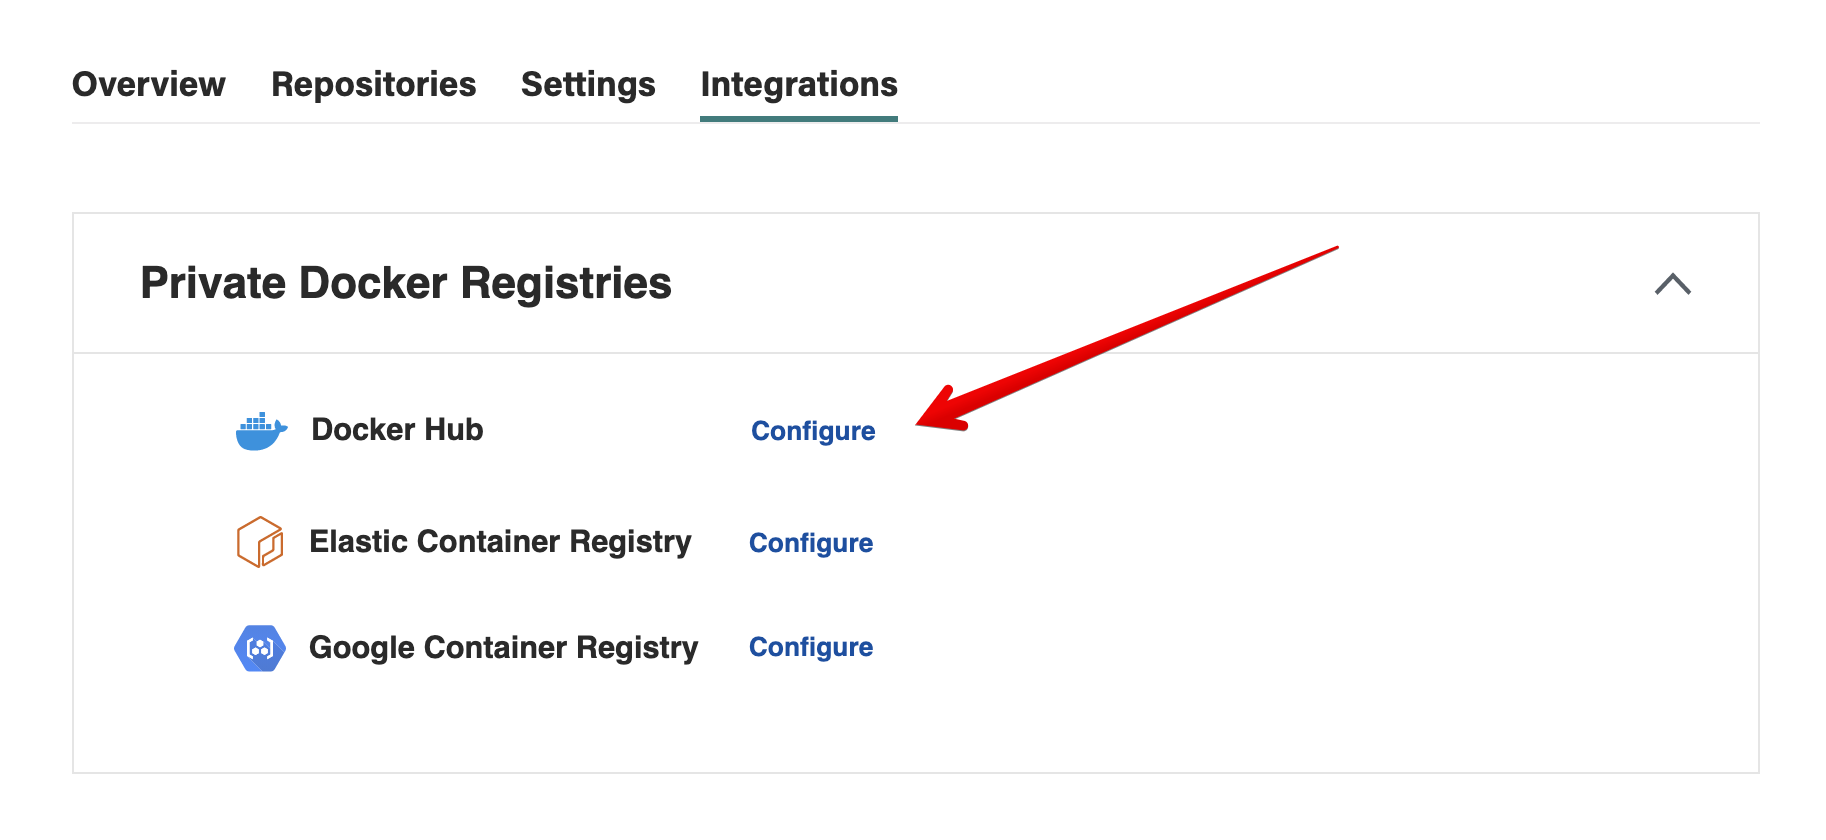 Overview Repositories Settings Integrations
Private Docker Registries
Docker Hub Configure
Elastic Container Registry Configure
Google Container Registry Configure